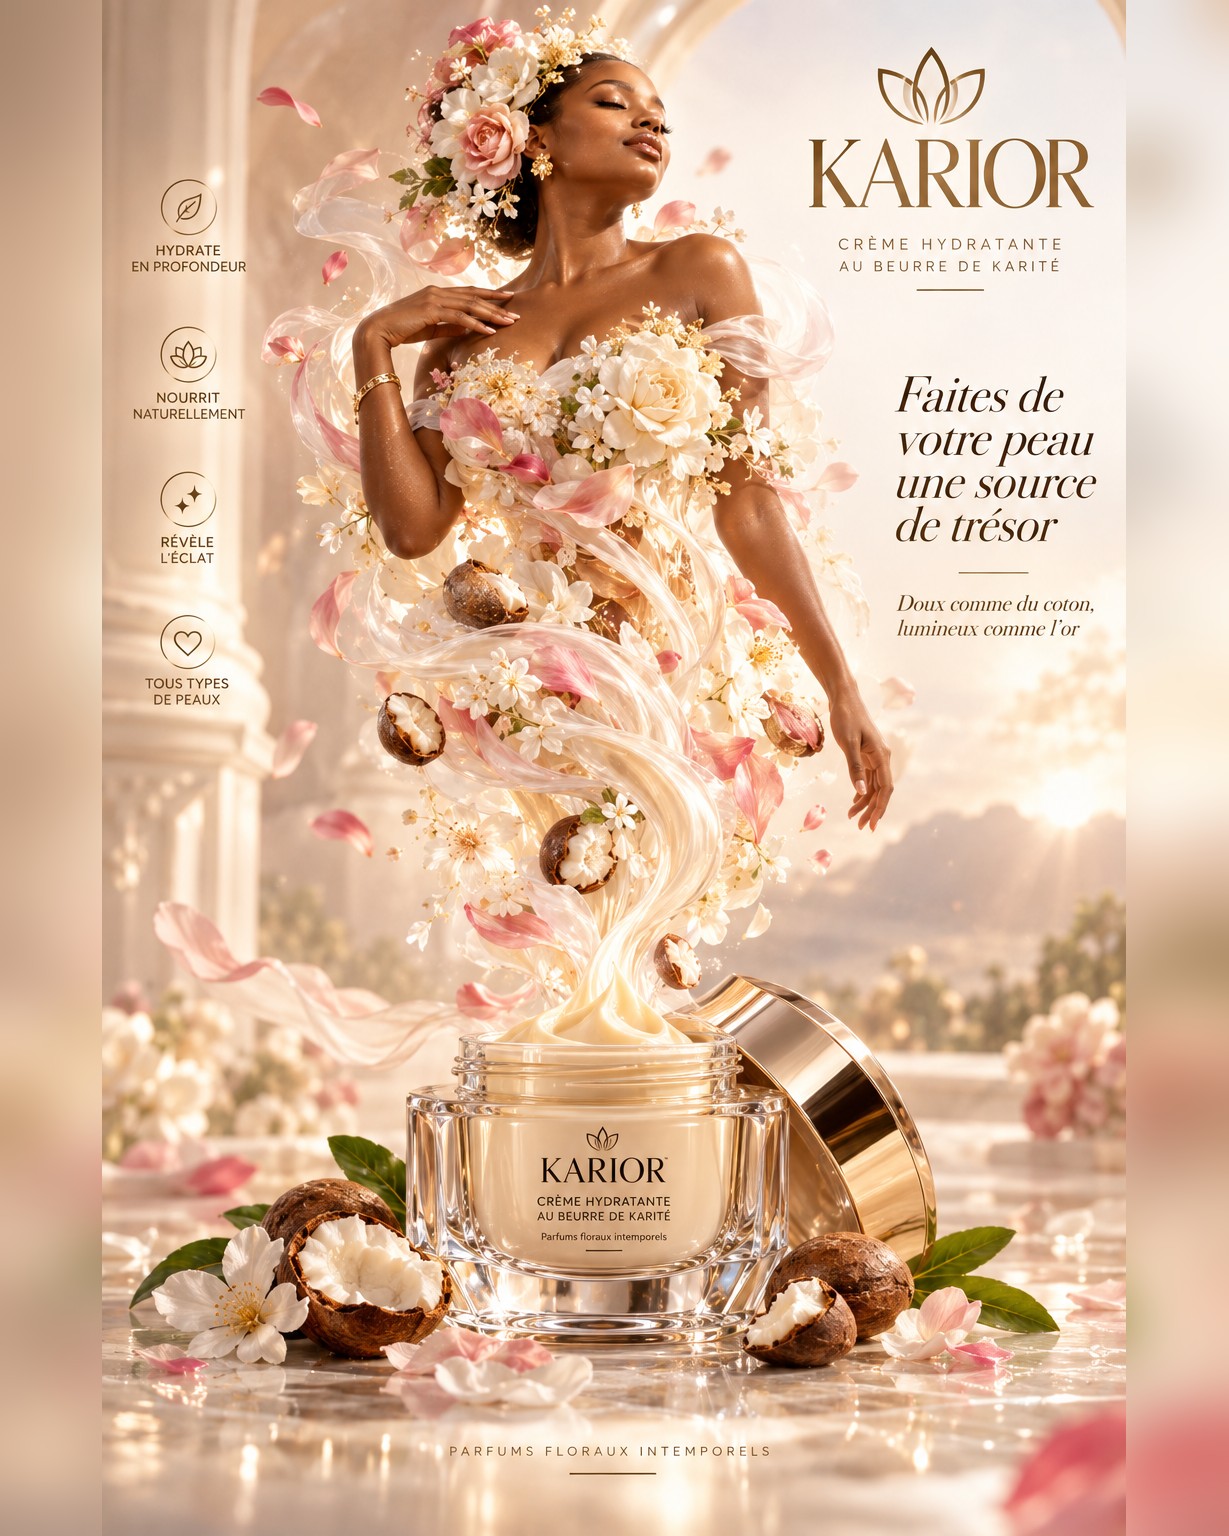 KARIOR
CRÈME HYDRATANTE
AU BEURRE DE KARITÉ
HYDRATE
EN PROFONDEUR
NOURRIT
NATURELLEMENT
RÉVÈLE
L'ÉCLAT
TOUS TYPES
DE PEAUX
Faites de
votre peau
une source
de trésor
Doux comme du coton,
lumineux comme l'or
KARIOR
CRÈME HYDRATANTE
AU BEURRE DE KARITÉ
Parfums floraux intemporels
PARFUMS FLORAUX INTEMPORELS